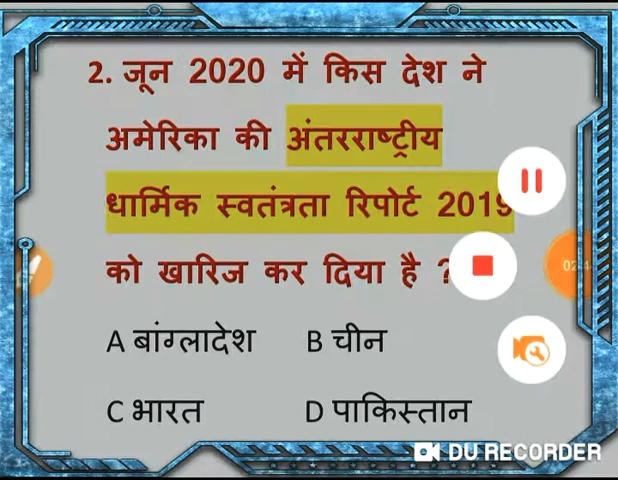 2. जून 2020 में किस देश ने
अमेरिका की अंतरराष्ट्रीय
धार्मिक स्वतंत्रता रिपोर्ट 2019
को खारिज कर दिया है ?
A बांग्लादेश B चीन
C भारत D पाकिस्तान
DU RECORDER